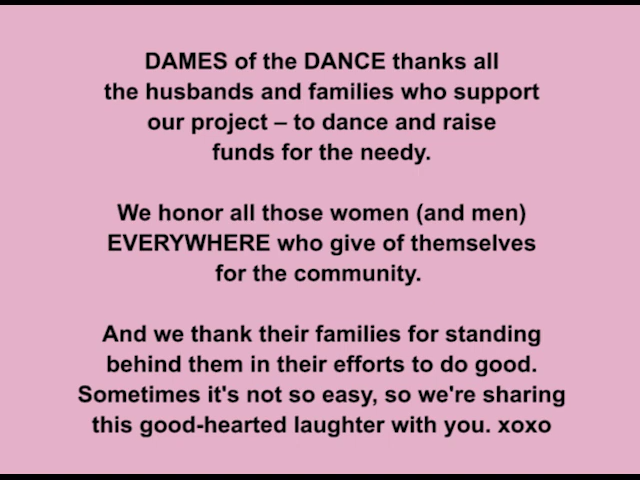 DAMES of the DANCE thanks all
the husbands and families who support
our project – to dance and raise
funds for the needy.
We honor all those women (and men)
EVERYWHERE who give of themselves
for the community.
And we thank their families for standing
behind them in their efforts to do good.
Sometimes it's not so easy, so we're sharing
this good-hearted laughter with you. xoxo